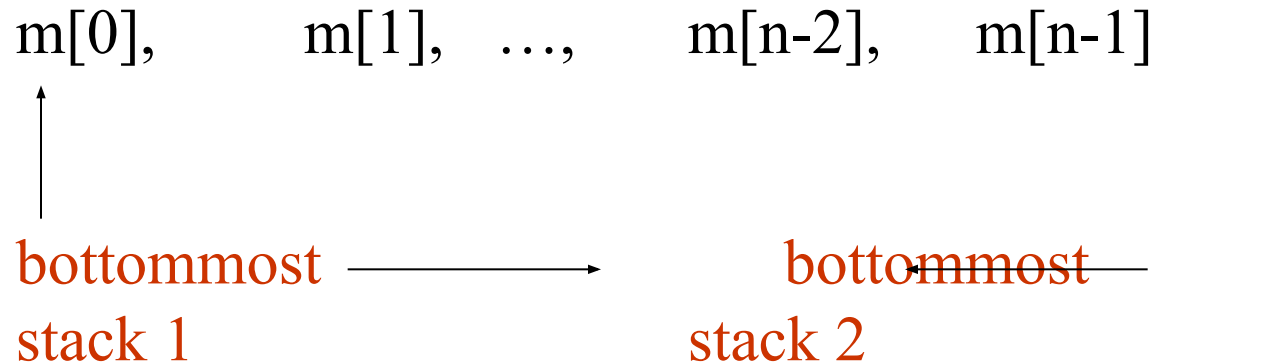 m[0], m[1], …, m[n-2], m[n-1]
bottommost bottommost
stack 1 stack 2